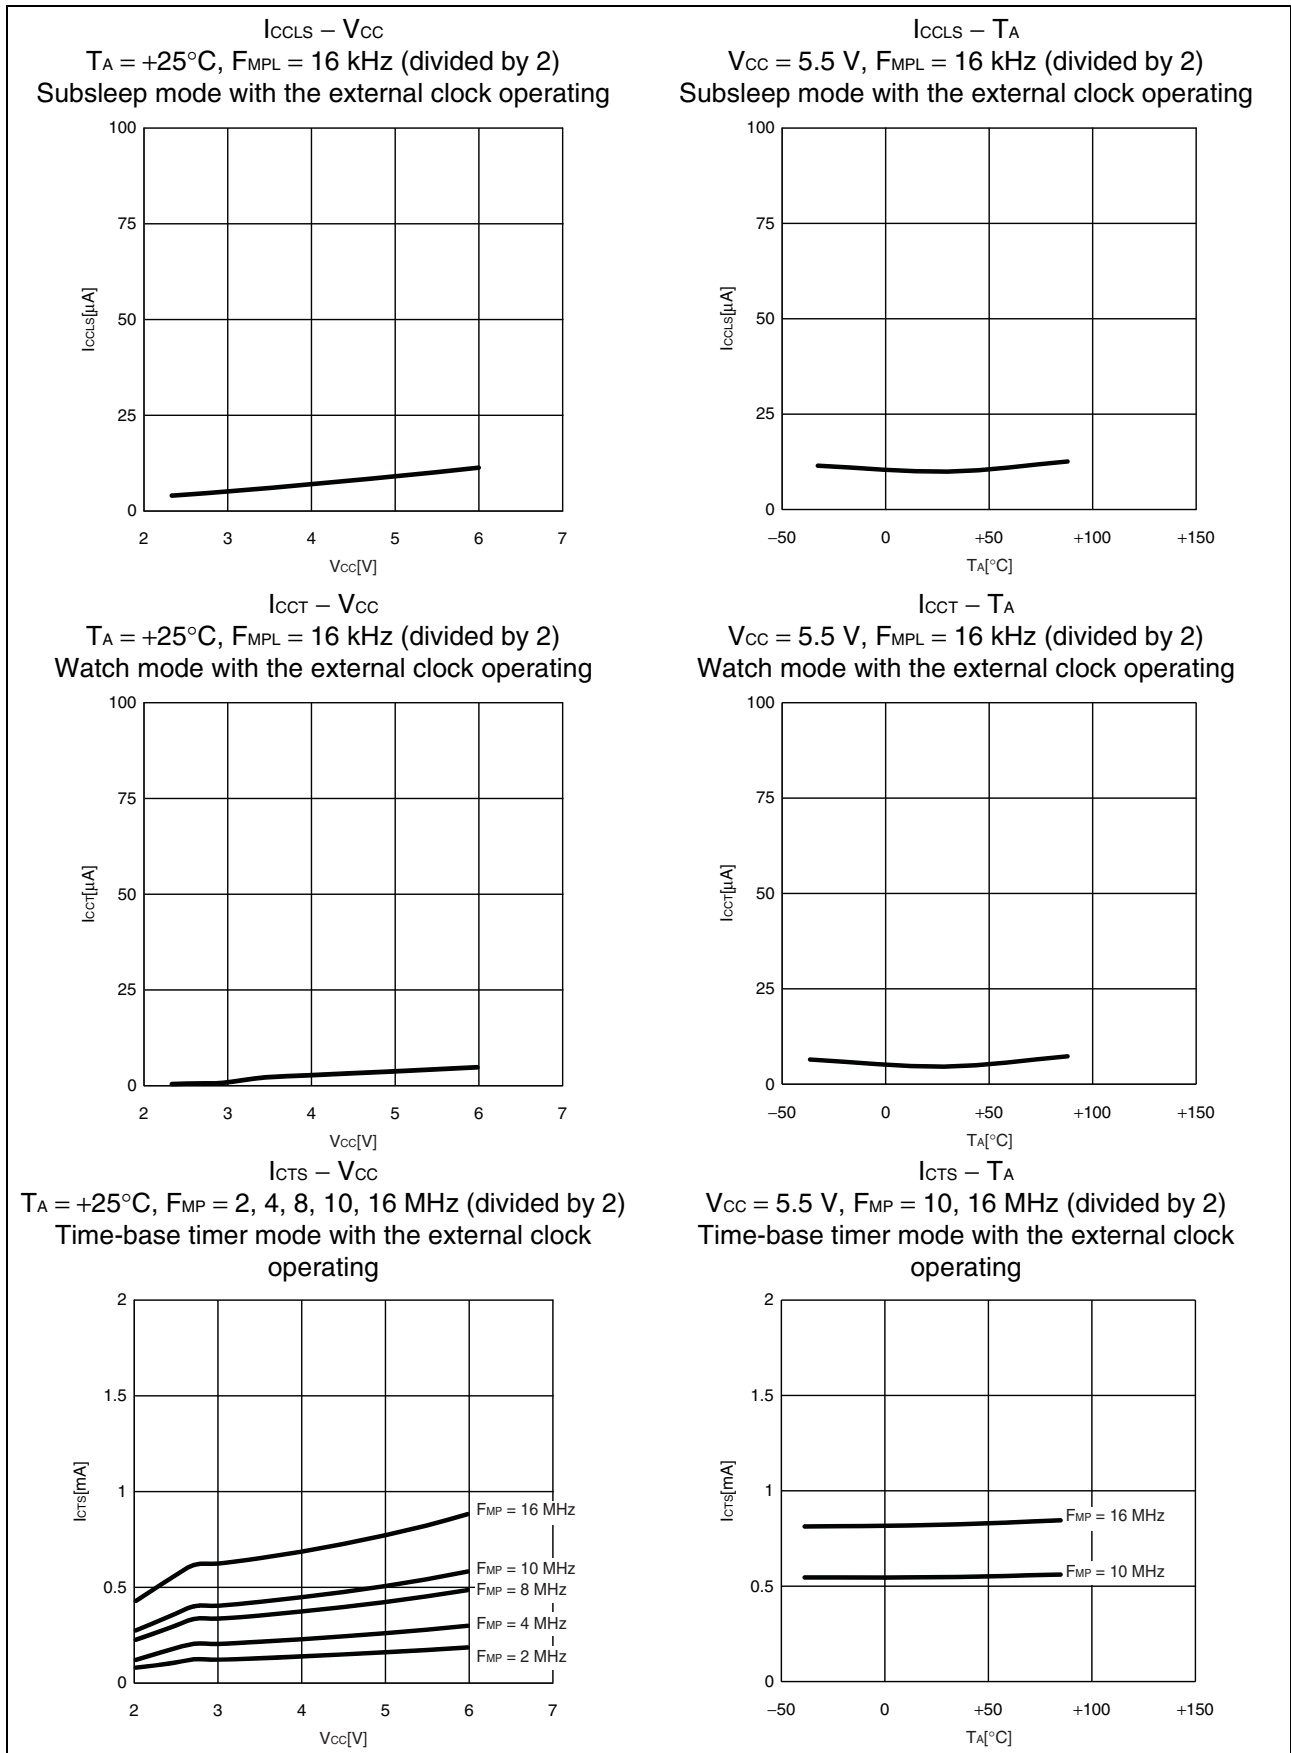 ICCLS – VCC
TA = +25°C, FMPL = 16 kHz (divided by 2)
Subsleep mode with the external clock operating
100
75
50
25
0
ICCLS[μA]
2 3 4 5 6 7
VCC[V]
ICCLS – TA
VCC = 5.5 V, FMPL = 16 kHz (divided by 2)
Subsleep mode with the external clock operating
100
75
50
25
0
ICCLS[μA]
−50 0 +50 +100 +150
TA[°C]
ICCT – VCC
TA = +25°C, FMPL = 16 kHz (divided by 2)
Watch mode with the external clock operating
100
75
50
25
0
ICCT[μA]
2 3 4 5 6 7
VCC[V]
ICCT – TA
VCC = 5.5 V, FMPL = 16 kHz (divided by 2)
Watch mode with the external clock operating
100
75
50
25
0
ICCT[μA]
−50 0 +50 +100 +150
TA[°C]
ICTS – VCC
TA = +25°C, FMP = 2, 4, 8, 10, 16 MHz (divided by 2)
Time-base timer mode with the external clock
operating
2
1.5
1
0.5
0
ICTS[mA]
FMP = 16 MHz
FMP = 10 MHz
FMP = 8 MHz
FMP = 4 MHz
FMP = 2 MHz
2 3 4 5 6 7
VCC[V]
ICTS – TA
VCC = 5.5 V, FMP = 10, 16 MHz (divided by 2)
Time-base timer mode with the external clock
operating
2
1.5
1
0.5
0
ICTS[mA]
FMP = 16 MHz
FMP = 10 MHz
−50 0 +50 +100 +150
TA[°C]